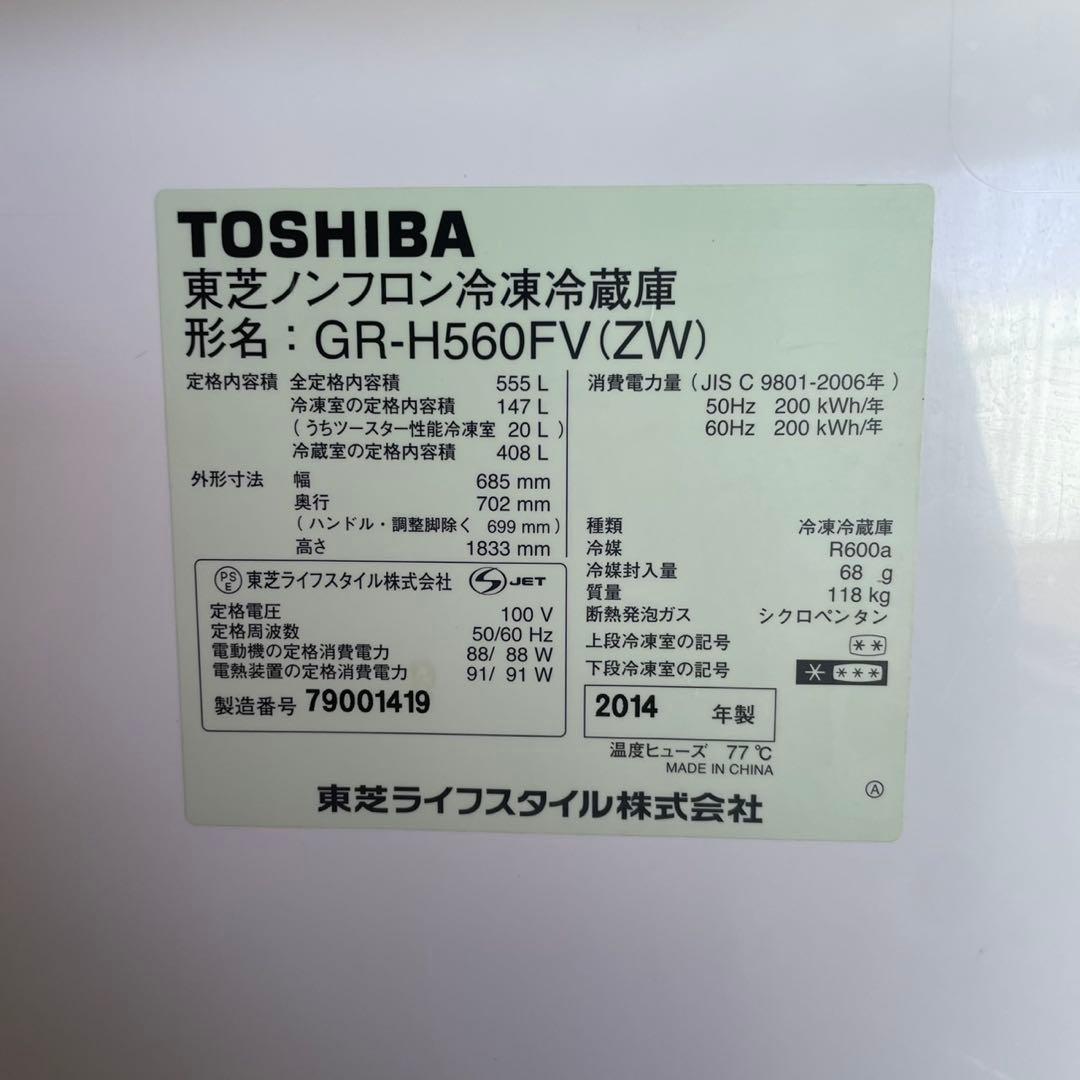 TOSHIBA
東芝ノンフロン冷凍冷蔵庫
形名：GR-H560FV(ZW)
定格内容積 全定格内容積 555 L
冷凍室の定格内容積 147 L
(うちツースター性能冷凍室 20 L )
冷蔵室の定格内容積 408 L
外形寸法 幅 685 mm
奥行 702 mm
(ハンドル・調整脚除く 699 mm)
高さ 1833 mm
PSE 東芝ライフスタイル株式会社 S JET
定格電圧 100 V
定格周波数 50/60 Hz
電動機の定格消費電力 88/ 88 W
電熱装置の定格消費電力 91/ 91 W
製造番号 79001419
消費電力量 (JIS C 9801-2006年 )
50Hz 200 kWh/年
60Hz 200 kWh/年
種類 冷凍冷蔵庫
冷媒 R600a
冷媒封入量 68 g
質量 118 kg
断熱発泡ガス シクロペンタン
上段冷凍室の記号 **
下段冷凍室の記号 * ***
2014 年製
温度ヒューズ 77 ℃
MADE IN CHINA
東芝ライフスタイル株式会社
Ⓐ